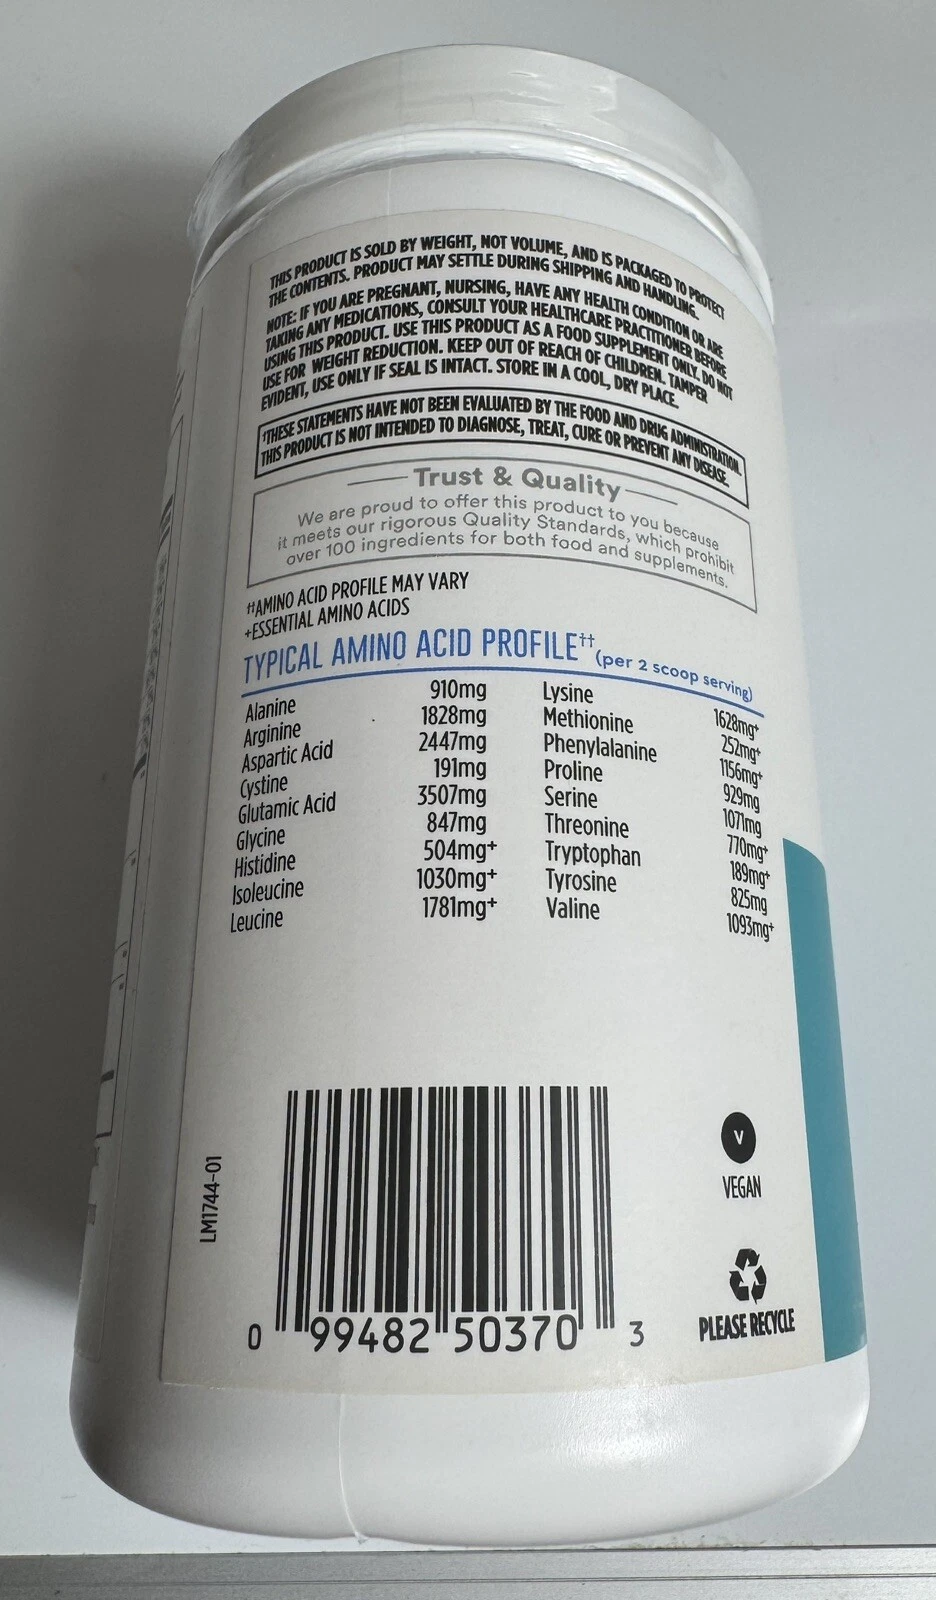 THIS PRODUCT IS SOLD BY WEIGHT, NOT VOLUME, AND IS PACKAGED TO PROTECT
THE CONTENTS. PRODUCT MAY SETTLE DURING SHIPPING AND HANDLING.
NOTE: IF YOU ARE PREGNANT, NURSING, HAVE ANY HEALTH CONDITION OR ARE
TAKING ANY MEDICATIONS, CONSULT YOUR HEALTHCARE PRACTITIONER BEFORE
USING THIS PRODUCT. USE THIS PRODUCT AS A FOOD SUPPLEMENT ONLY. DO NOT
USE FOR WEIGHT REDUCTION. KEEP OUT OF REACH OF CHILDREN. TAMPER
EVIDENT, USE ONLY IF SEAL IS INTACT. STORE IN A COOL, DRY PLACE.
†THESE STATEMENTS HAVE NOT BEEN EVALUATED BY THE FOOD AND DRUG ADMINISTRATION.
THIS PRODUCT IS NOT INTENDED TO DIAGNOSE, TREAT, CURE OR PREVENT ANY DISEASE.
Trust & Quality
We are proud to offer this product to you because
it meets our rigorous Quality Standards, which prohibit
over 100 ingredients for both food and supplements.
††AMINO ACID PROFILE MAY VARY
+ESSENTIAL AMINO ACIDS
TYPICAL AMINO ACID PROFILE†† (per 2 scoop serving)
Alanine 910mg
Arginine 1828mg
Aspartic Acid 2447mg
Cystine 191mg
Glutamic Acid 3507mg
Glycine 847mg
Histidine 504mg+
Isoleucine 1030mg+
Leucine 1781mg+
Lysine 1628mg+
Methionine 252mg+
Phenylalanine 1156mg+
Proline 929mg
Serine 1071mg
Threonine 770mg+
Tryptophan 189mg+
Tyrosine 825mg
Valine 1093mg+
LM1744-01
0 99482 50370 3
V
VEGAN
PLEASE RECYCLE